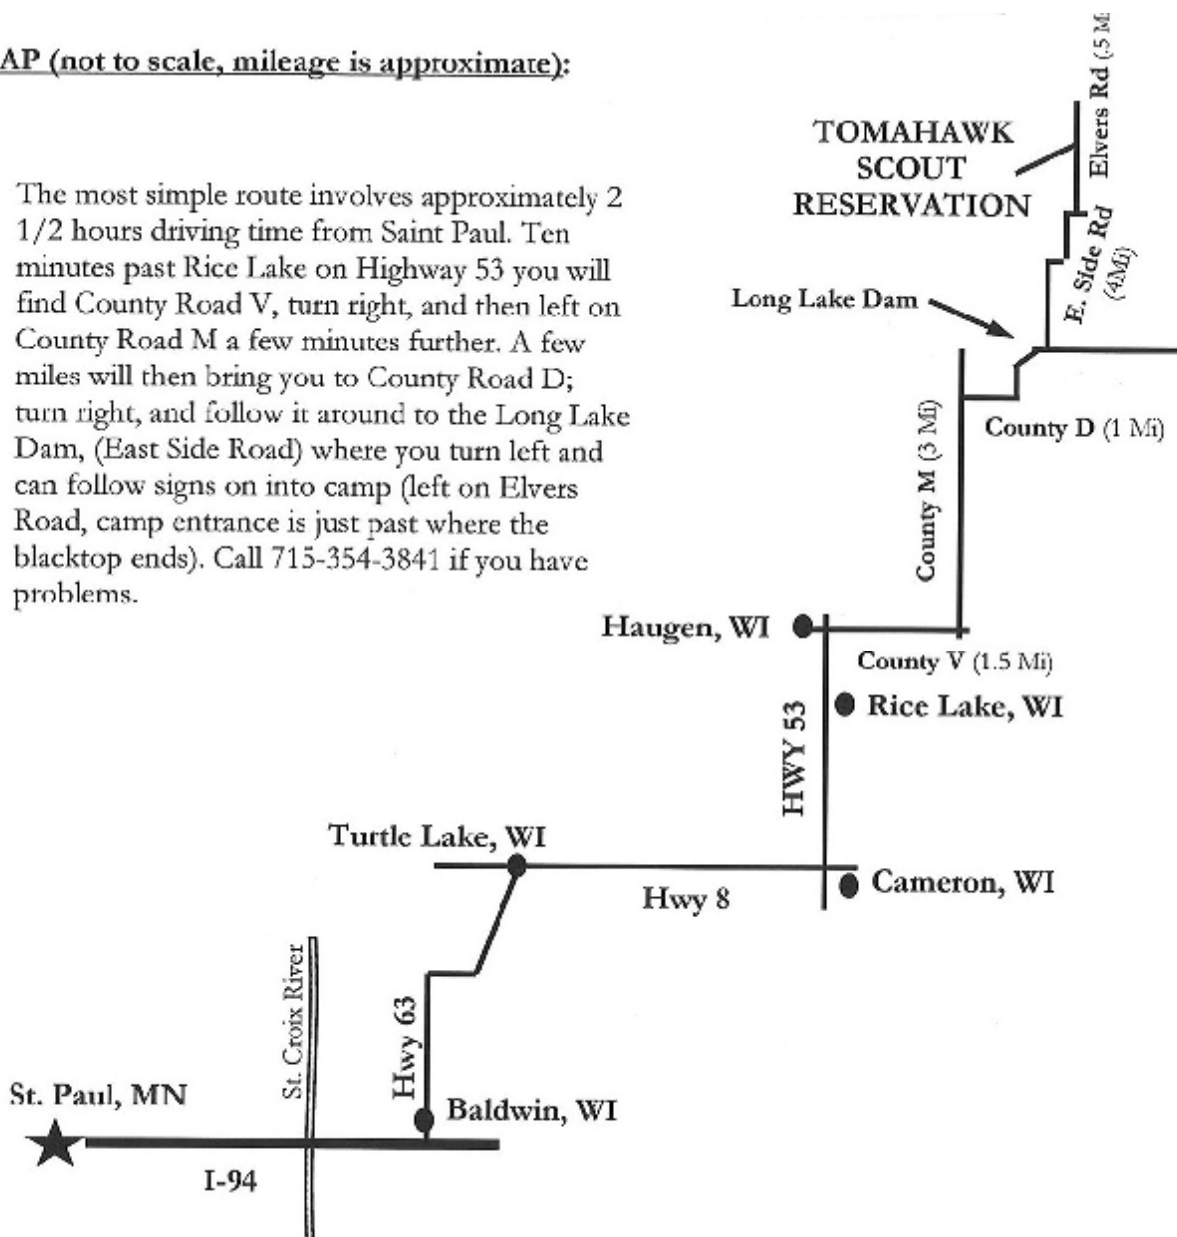 AP (not to scale, mileage is approximate):
The most simple route involves approximately 2
1/2 hours driving time from Saint Paul. Ten
minutes past Rice Lake on Highway 53 you will
find County Road V, turn right, and then left on
County Road M a few minutes further. A few
miles will then bring you to County Road D;
turn right, and follow it around to the Long Lake
Dam, (East Side Road) where you turn left and
can follow signs on into camp (left on Elvers
Road, camp entrance is just past where the
blacktop ends). Call 715-354-3841 if you have
problems.
Elvers Rd (.5 M
TOMAHAWK
SCOUT
RESERVATION
E. Side Rd
(4Mi)
Long Lake Dam
County D (1 Mi)
County M (3 Mi)
Haugen, WI
County V (1.5 Mi)
Rice Lake, WI
HWY 53
Turtle Lake, WI
Hwy 8
Cameron, WI
St. Croix River
Hwy 63
St. Paul, MN
Baldwin, WI
I-94